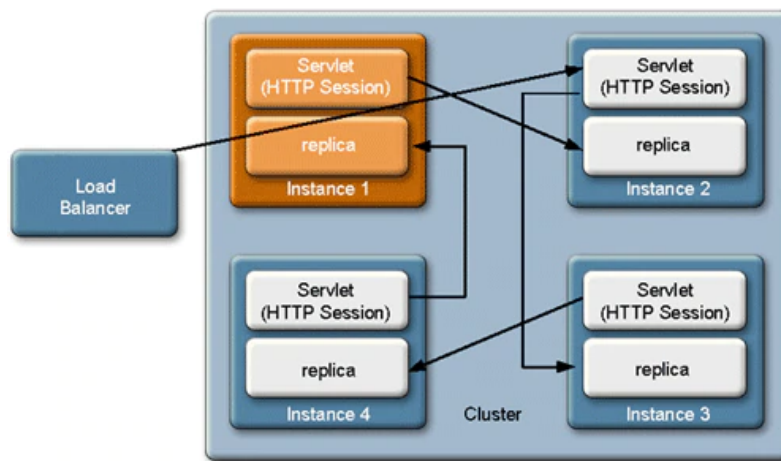 Servlet
(HTTP Session)
replica
Instance 1
Servlet
(HTTP Session)
replica
Instance 2
Load
Balancer
Servlet
(HTTP Session)
replica
Instance 4
Cluster
Servlet
(HTTP Session)
replica
Instance 3